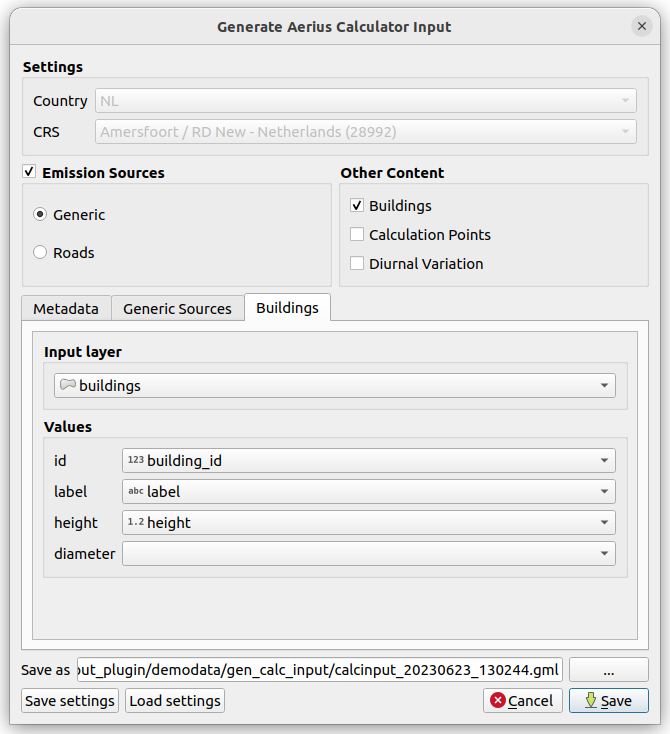 Generate Aerius Calculator Input
Settings
Country NL
CRS Amersfoort / RD New - Netherlands (28992)
Emission Sources
Generic
Roads
Other Content
Buildings
Calculation Points
Diurnal Variation
Metadata Generic Sources Buildings
Input layer
buildings
Values
id 123 building_id
label abc label
height 1.2 height
diameter
Save as out_plugin/demodata/gen_calc_input/calcinput_20230623_130244.gml ...
Save settings Load settings Cancel Save